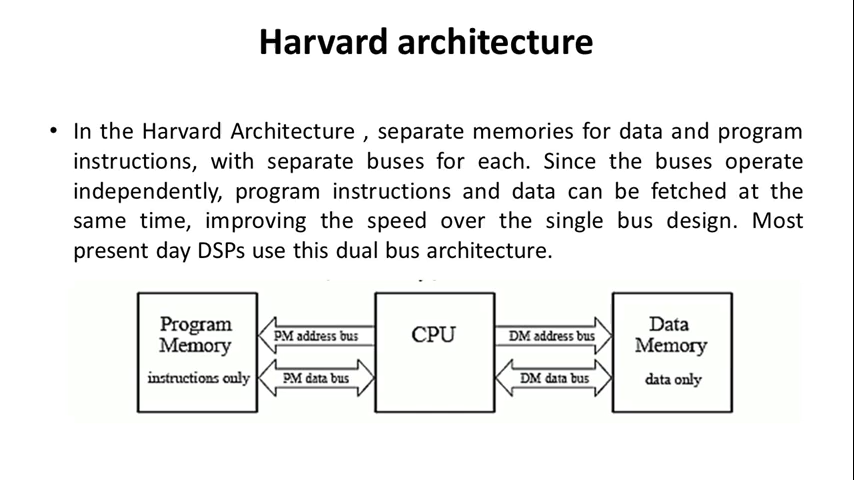 Harvard architecture
• In the Harvard Architecture , separate memories for data and program
instructions, with separate buses for each. Since the buses operate
independently, program instructions and data can be fetched at the
same time, improving the speed over the single bus design. Most
present day DSPs use this dual bus architecture.
Program
Memory
instructions only
PM address bus
PM data bus
CPU
DM address bus
DM data bus
Data
Memory
data only